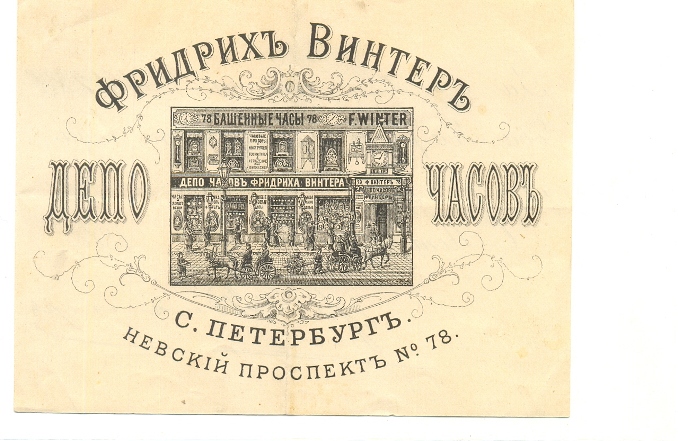 Фридрихъ Винтеръ
78 БАШЕННЫЕ ЧАСЫ 78 F. WINTER
ДЕПО ЧАСОВЪ ФРИДРИХА ВИНТЕРА
ДЕПО ЧАСОВЪ
С. ПЕТЕРБУРГЪ.
НЕВСКІЙ ПРОСПЕКТЪ № 78.